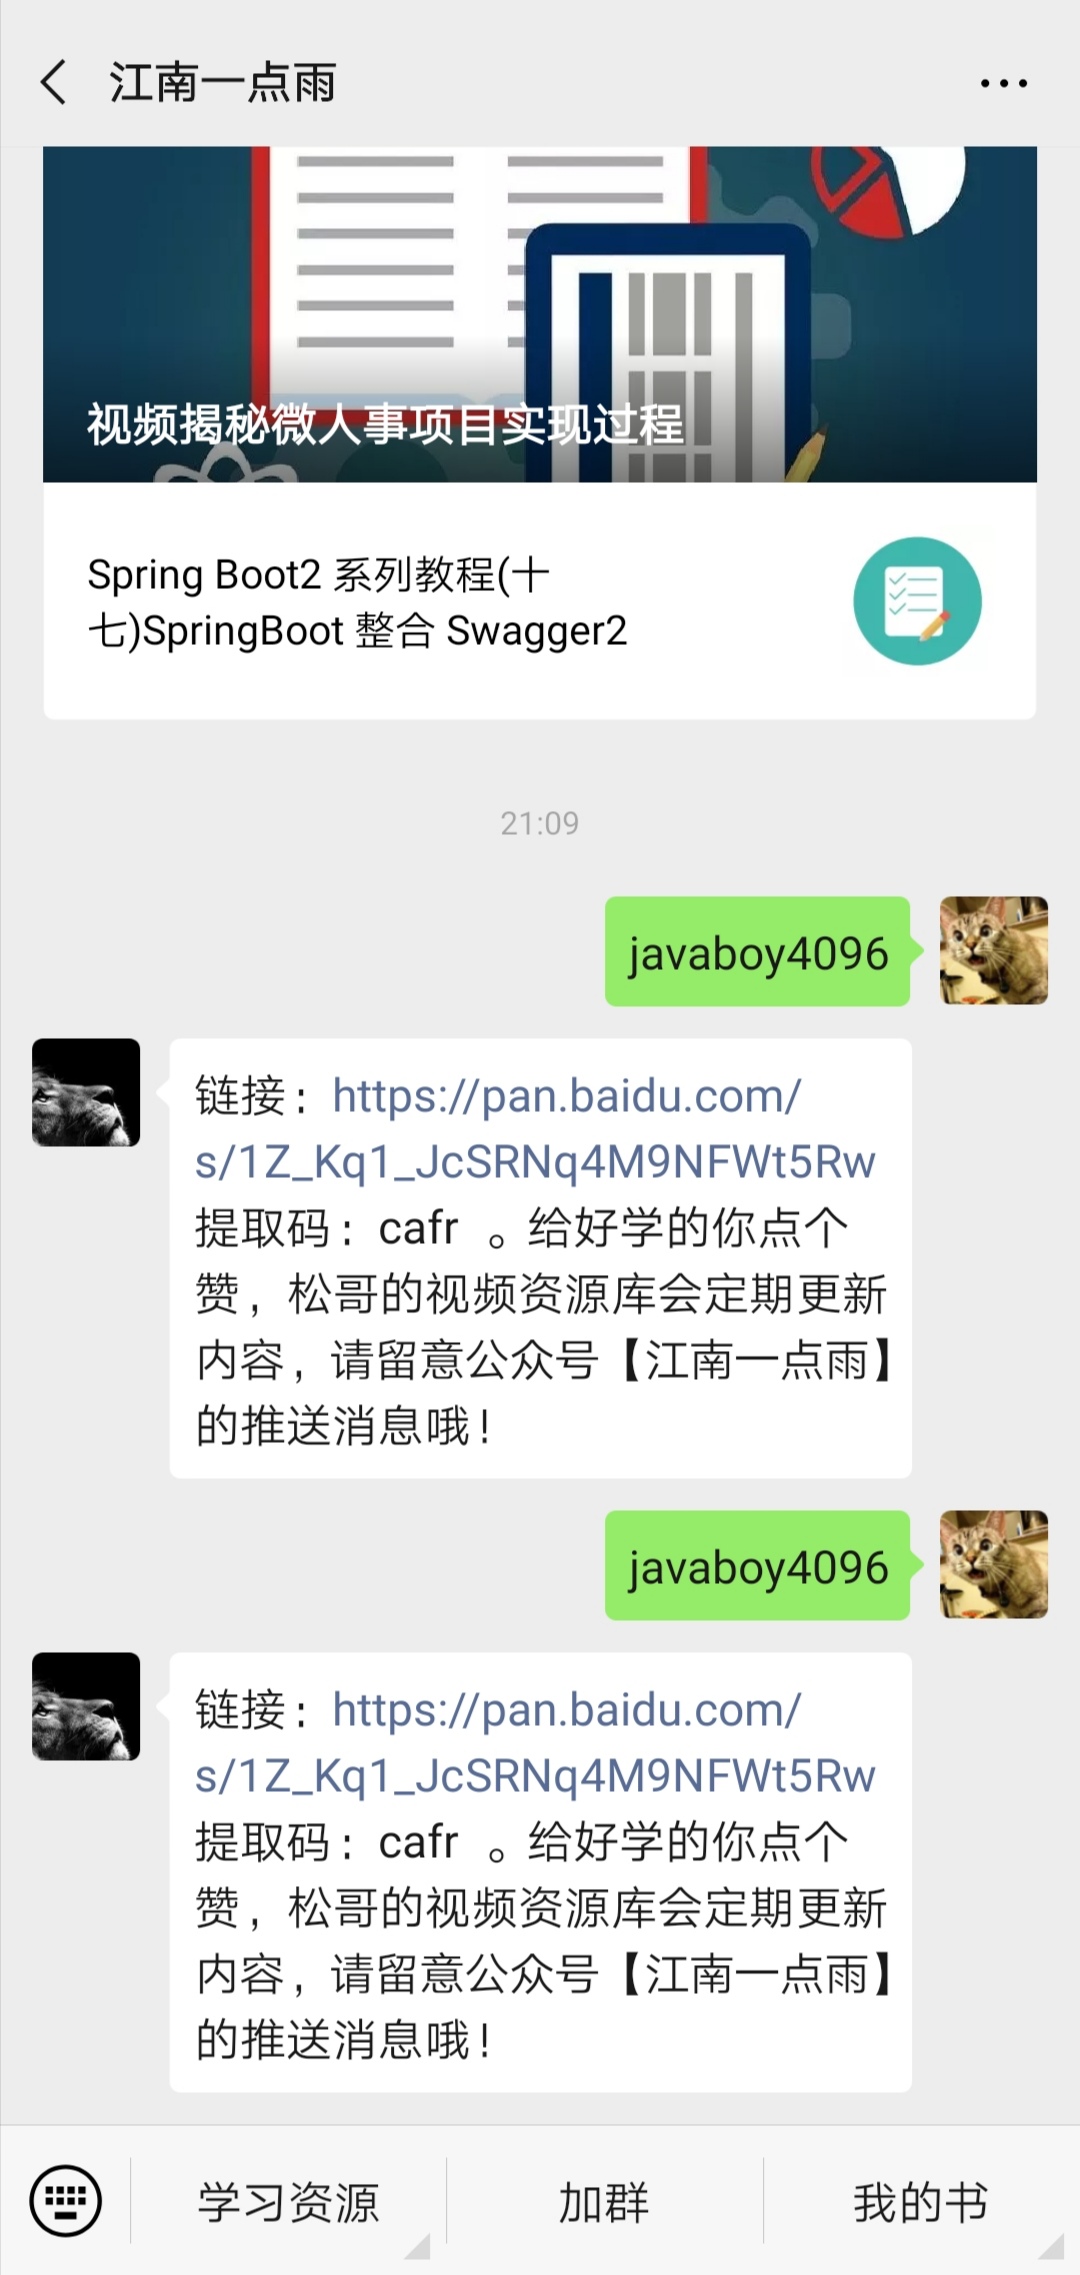 江南一点雨
视频揭秘微人事项目实现过程
Spring Boot2 系列教程(十
七)SpringBoot 整合 Swagger2
21:09
javaboy4096
链接：https://pan.baidu.com/
s/1Z_Kq1_JcSRNq4M9NFWt5Rw
提取码：cafr 。给好学的你点个
赞，松哥的视频资源库会定期更新
内容，请留意公众号【江南一点雨】
的推送消息哦！
javaboy4096
链接：https://pan.baidu.com/
s/1Z_Kq1_JcSRNq4M9NFWt5Rw
提取码：cafr 。给好学的你点个
赞，松哥的视频资源库会定期更新
内容，请留意公众号【江南一点雨】
的推送消息哦！
学习资源 加群 我的书